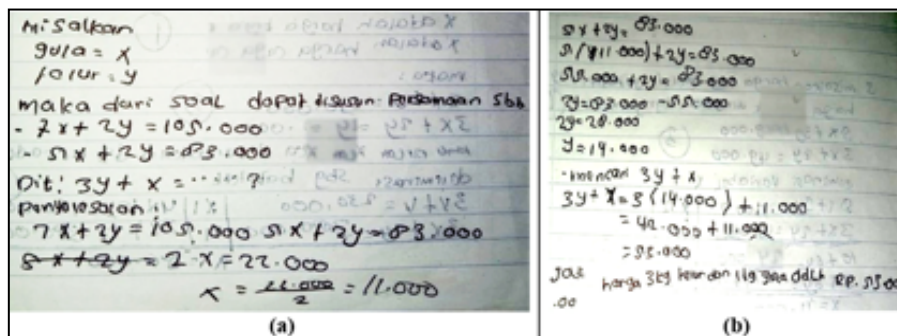 misalkan
gula = x
telur = y
maka dari soal dapat disusun persamaan sbb
- 7x + 2y = 105.000
- 5x + 2y = 83.000
Dit: 3y + x = ..... ?
penyelesaian
7x + 2y = 105.000 5x + 2y = 83.000
5x + 2y = 2x = 22.000
x = 22.000 / 2 = 11.000
(a)
5x + 2y = 83.000
5(11.000) + 2y = 83.000
55.000 + 2y = 83.000
2y = 83.000 - 55.000
2y = 28.000
y = 14.000
- mencari 3y + x
3y + x = 3(14.000) + 11.000
= 42.000 + 11.000
= 53.000
harga 3kg telur dan 1kg gula adlh Rp. 53.0
.00
(b)